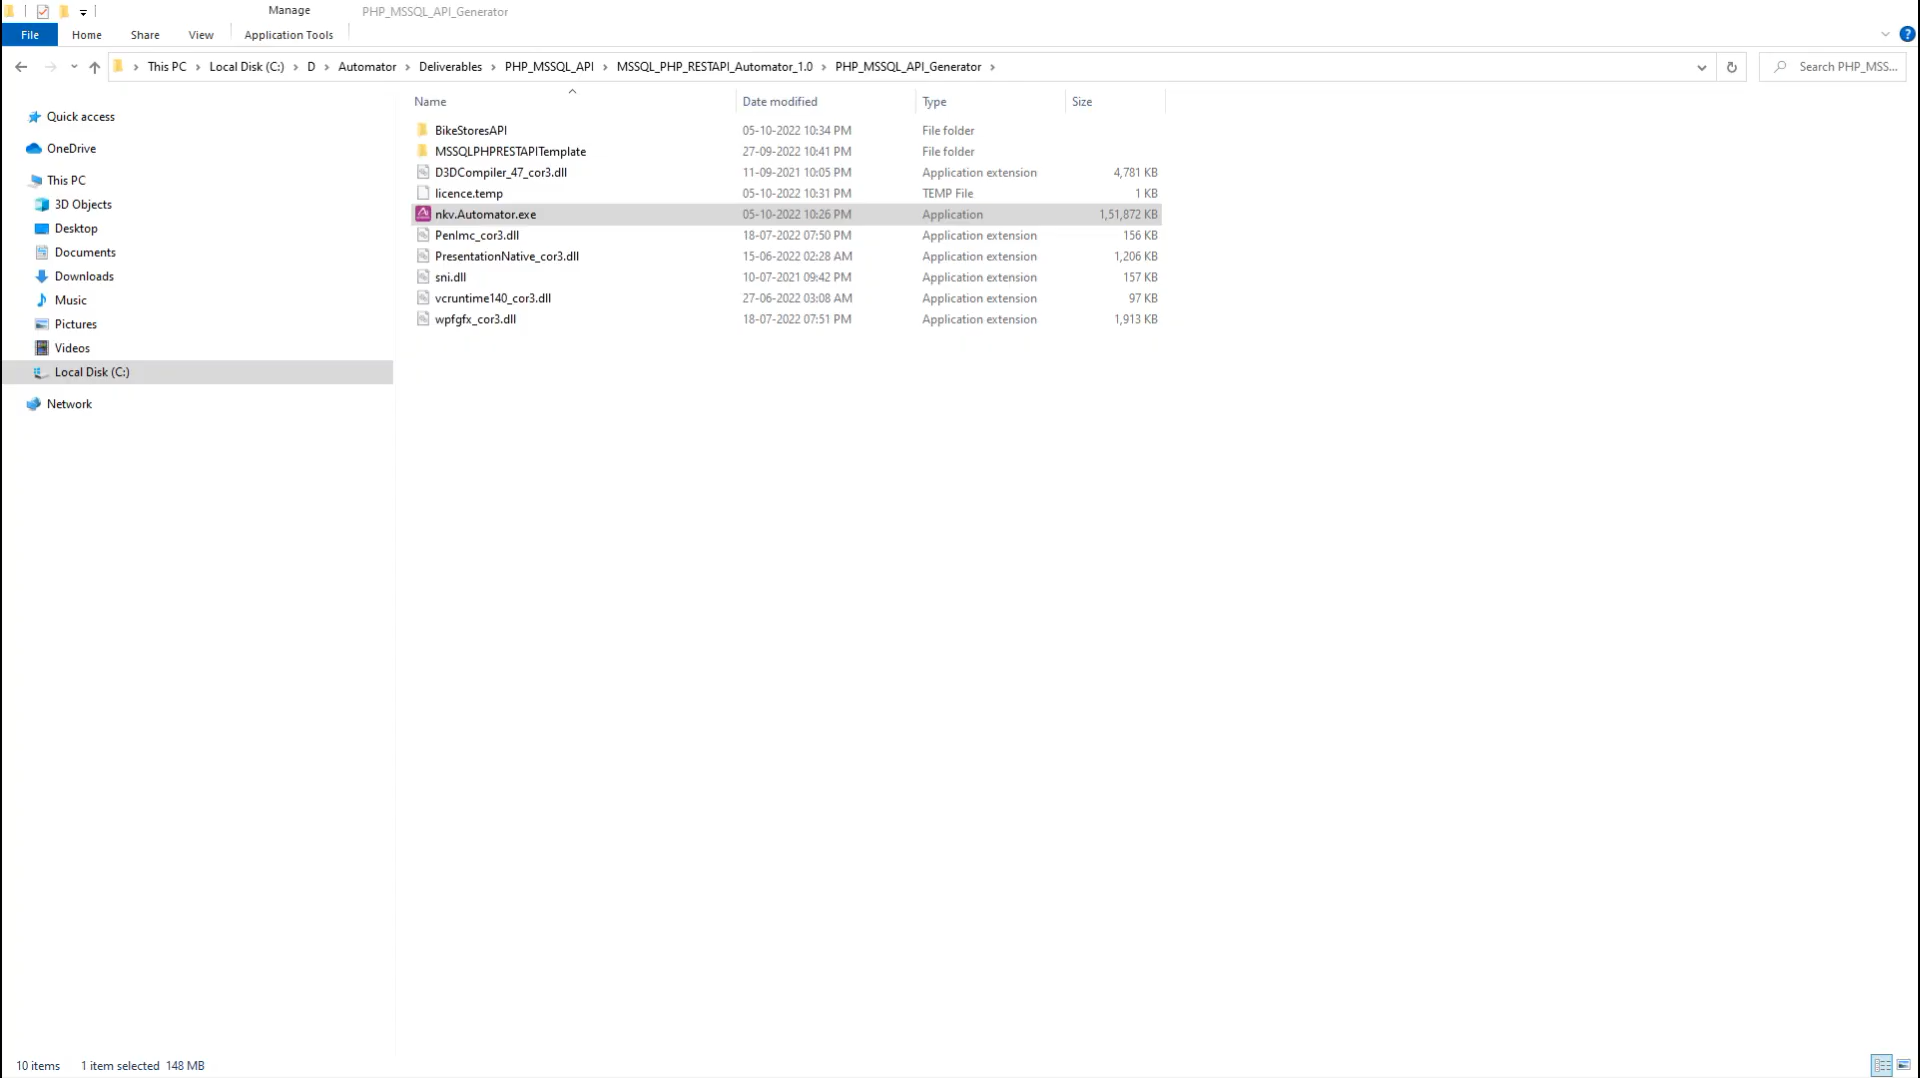 Manage PHP_MSSQL_API_Generator
File Home Share View Application Tools
This PC Local Disk (C:) D Automator Deliverables PHP_MSSQL_API MSSQL_PHP_RESTAPI_Automator_1.0 PHP_MSSQL_API_Generator Search PHP_MSS...
Name Date modified Type Size
Quick access
OneDrive
This PC
3D Objects
Desktop
Documents
Downloads
Music
Pictures
Videos
Local Disk (C:)
Network
BikeStoresAPI 05-10-2022 10:34 PM File folder
MSSQLPHPRESTAPITemplate 27-09-2022 10:41 PM File folder
D3DCompiler_47_cor3.dll 11-09-2021 10:05 PM Application extension 4,781 KB
licence.temp 05-10-2022 10:31 PM TEMP File 1 KB
nkv.Automator.exe 05-10-2022 10:26 PM Application 1,51,872 KB
PenImc_cor3.dll 18-07-2022 07:50 PM Application extension 156 KB
PresentationNative_cor3.dll 15-06-2022 02:28 AM Application extension 1,206 KB
sni.dll 10-07-2021 09:42 PM Application extension 157 KB
vcruntime140_cor3.dll 27-06-2022 03:08 AM Application extension 97 KB
wpfgfx_cor3.dll 18-07-2022 07:51 PM Application extension 1,913 KB
10 items 1 item selected 148 MB